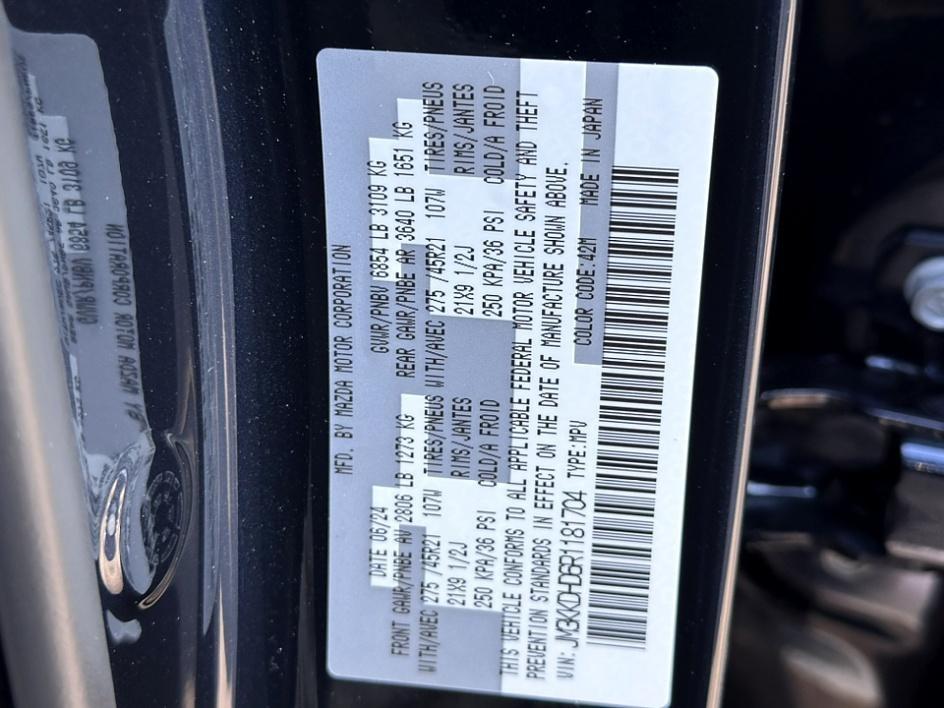 MFD. BY MAZDA MOTOR CORPORATION
DATE 06/24 GVWR/PNBV 6854 LB 3109 KG
FRONT GAWR/PNBE AV 2806 LB 1273 KG REAR GAWR/PNBE AR 3640 LB 1651 KG
WITH/AVEC 275 /45R21 107W TIRES/PNEUS WITH/AVEC 275 /45R21 107W TIRES/PNEUS
21X9 1/2J RIMS/JANTES 21X9 1/2J RIMS/JANTES
250 KPA/36 PSI COLD/A FROID 250 KPA/36 PSI COLD/A FROID
THIS VEHICLE CONFORMS TO ALL APPLICABLE FEDERAL MOTOR VEHICLE SAFETY AND THEFT
PREVENTION STANDARDS IN EFFECT ON THE DATE OF MANUFACTURE SHOWN ABOVE.
VIN: JM3KKDHD6R1181704 TYPE:MPV COLOR CODE:42M MADE IN JAPAN